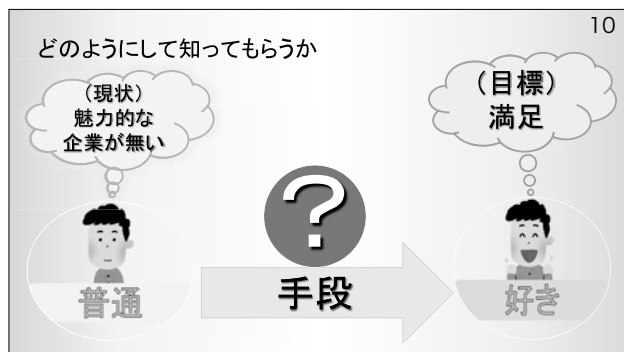 10
どのようにして知ってもらうか
（現状）
魅力的な
企業が無い
（目標）
満足
?
手段
普通
好き